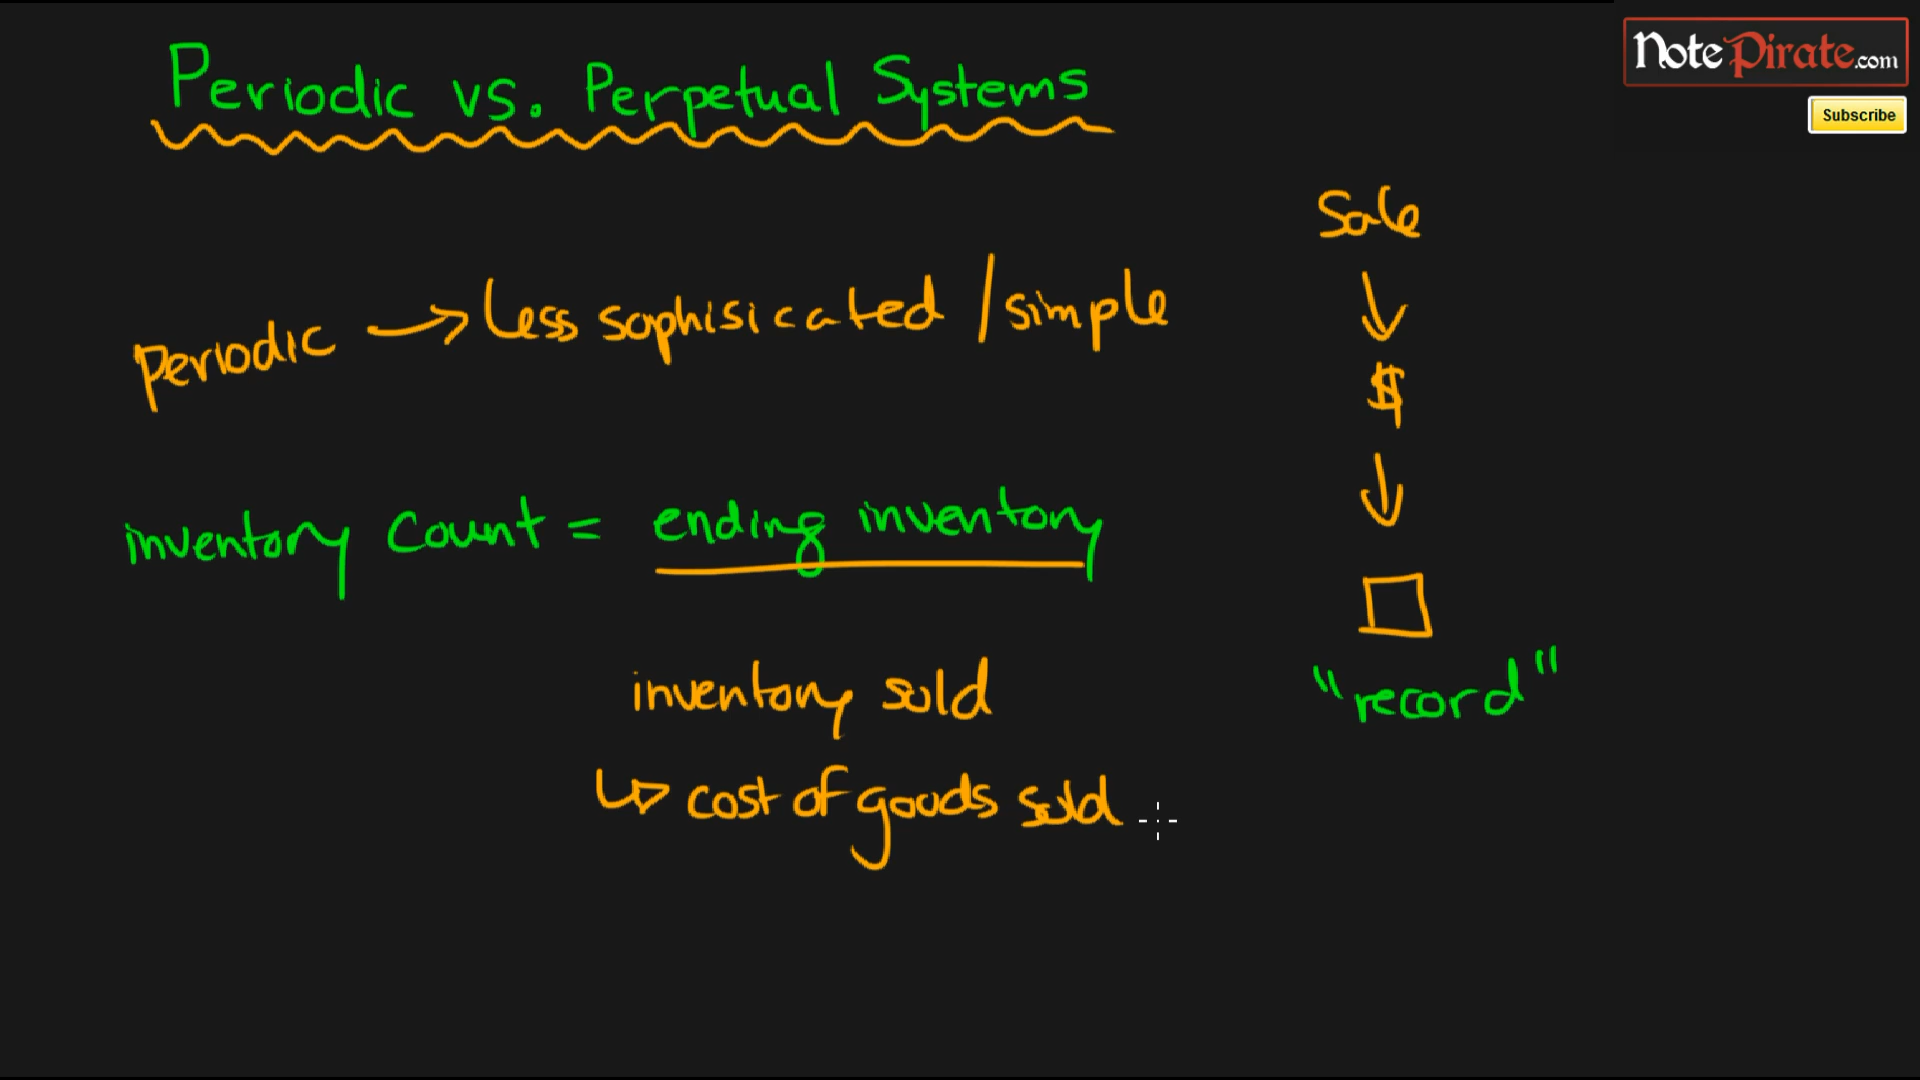 NotePirate.com
Subscribe
Periodic vs. Perpetual Systems
Periodic → Less sophisicated / simple
inventory Count = ending inventory
inventory sold
↳ cost of goods sold
Sale
↓
$
↓
"record"